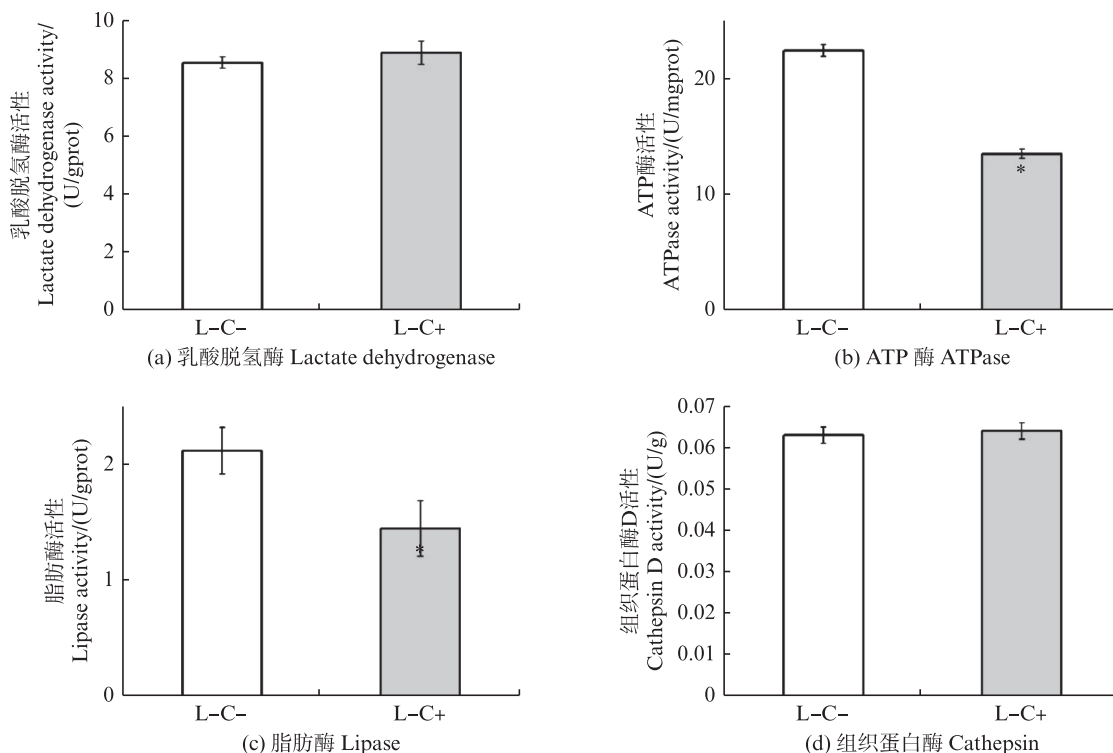 乳酸脱氢酶活性
Lactate dehydrogenase activity/
(U/gprot)
10
8
6
4
2
0
L-C-
L-C+
(a) 乳酸脱氢酶 Lactate dehydrogenase
ATP酶活性
ATPase activity/(U/mgprot)
20
10
0
*
L-C-
L-C+
(b) ATP 酶 ATPase
脂肪酶活性
Lipase activity/(U/gprot)
2
1
0
*
L-C-
L-C+
(c) 脂肪酶 Lipase
组织蛋白酶D活性
Cathepsin D activity/(U/g)
0.07
0.06
0.05
0.04
0.03
0.02
0.01
0
L-C-
L-C+
(d) 组织蛋白酶 Cathepsin